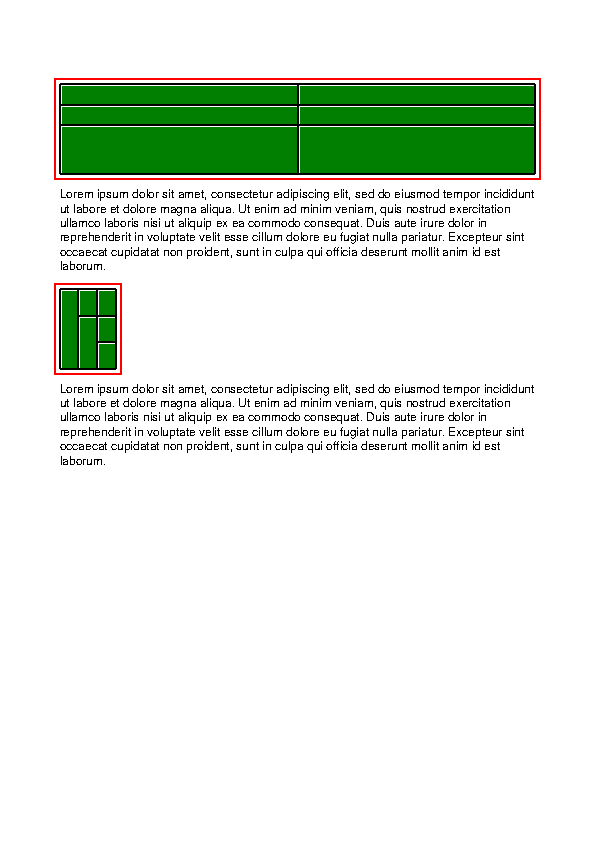 Lorem ipsum dolor sit amet, consectetur adipiscing elit, sed do eiusmod tempor incididunt
ut labore et dolore magna aliqua. Ut enim ad minim veniam, quis nostrud exercitation
ullamco laboris nisi ut aliquip ex ea commodo consequat. Duis aute irure dolor in
reprehenderit in voluptate velit esse cillum dolore eu fugiat nulla pariatur. Excepteur sint
occaecat cupidatat non proident, sunt in culpa qui officia deserunt mollit anim id est
laborum.
Lorem ipsum dolor sit amet, consectetur adipiscing elit, sed do eiusmod tempor incididunt
ut labore et dolore magna aliqua. Ut enim ad minim veniam, quis nostrud exercitation
ullamco laboris nisi ut aliquip ex ea commodo consequat. Duis aute irure dolor in
reprehenderit in voluptate velit esse cillum dolore eu fugiat nulla pariatur. Excepteur sint
occaecat cupidatat non proident, sunt in culpa qui officia deserunt mollit anim id est
laborum.